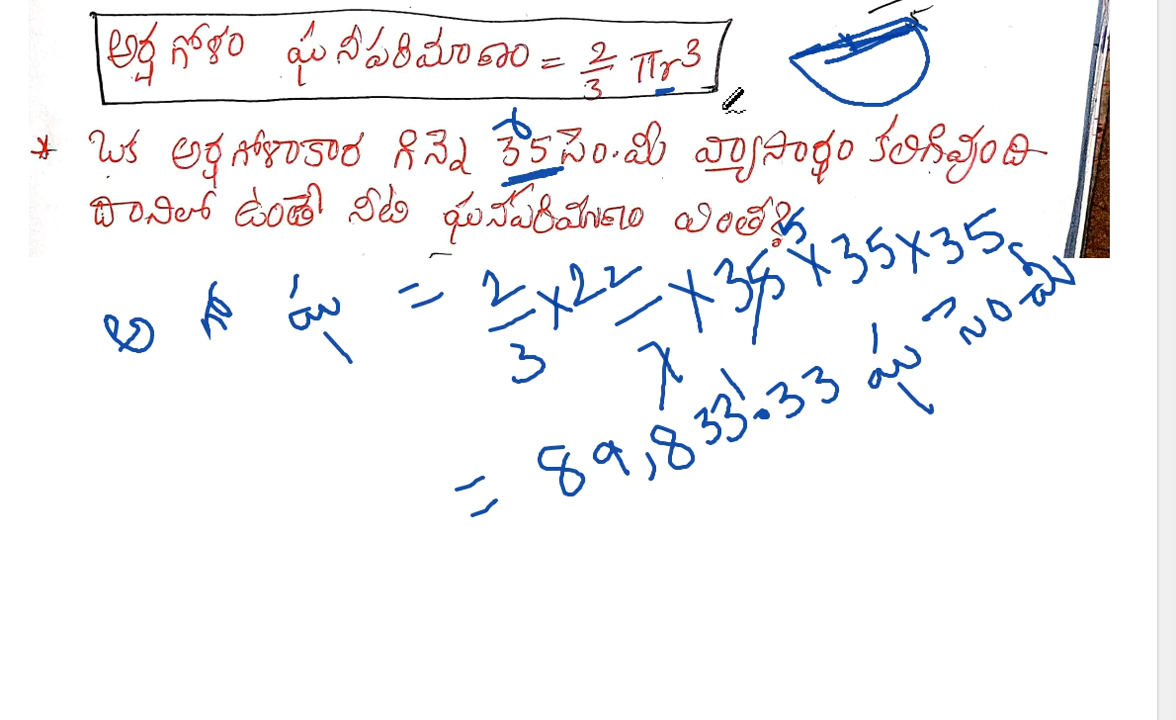 అర్ధ గోళం ఘనపరిమాణం = 2/3 πr³
* ఒక అర్ధగోళాకార గిన్నె 35 సెం.మీ వ్యాసార్ధం కలిగివుంది
దానిలో ఉంతే నీటి ఘనపరిమాణం యింత?
అ గో ఘ = 2/3 × 22/7 × 35 5 × 35 × 35
= 89,833.33 ఘ సెం.మీ